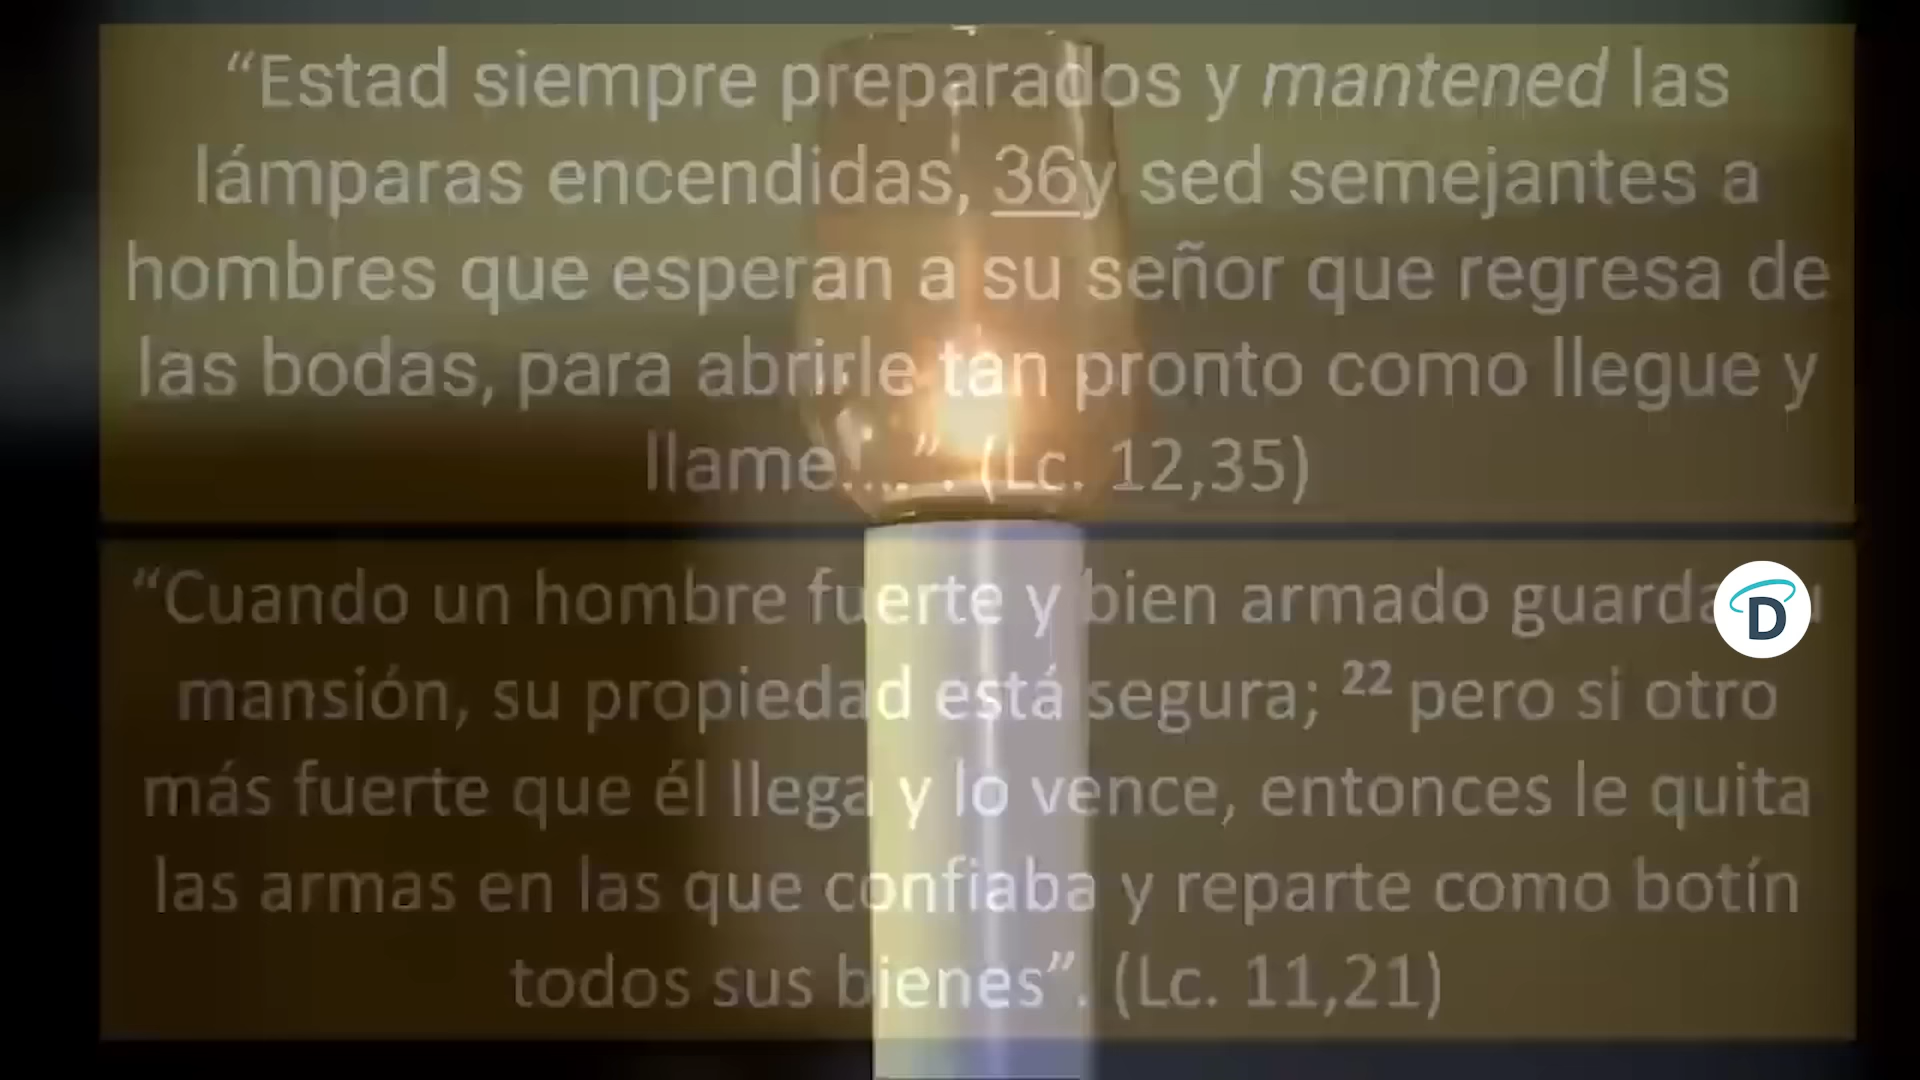 “Estad siempre preparados y mantened las
lámparas encendidas, 36y sed semejantes a
hombres que esperan a su señor que regresa de
las bodas, para abrirle tan pronto como llegue y
llame!...”. (Lc. 12,35)
“Cuando un hombre fuerte y bien armado guarda
mansión, su propiedad está segura; 22 pero si otro
más fuerte que él llega y lo vence, entonces le quita
las armas en las que confiaba y reparte como botín
todos sus bienes”. (Lc. 11,21)
D